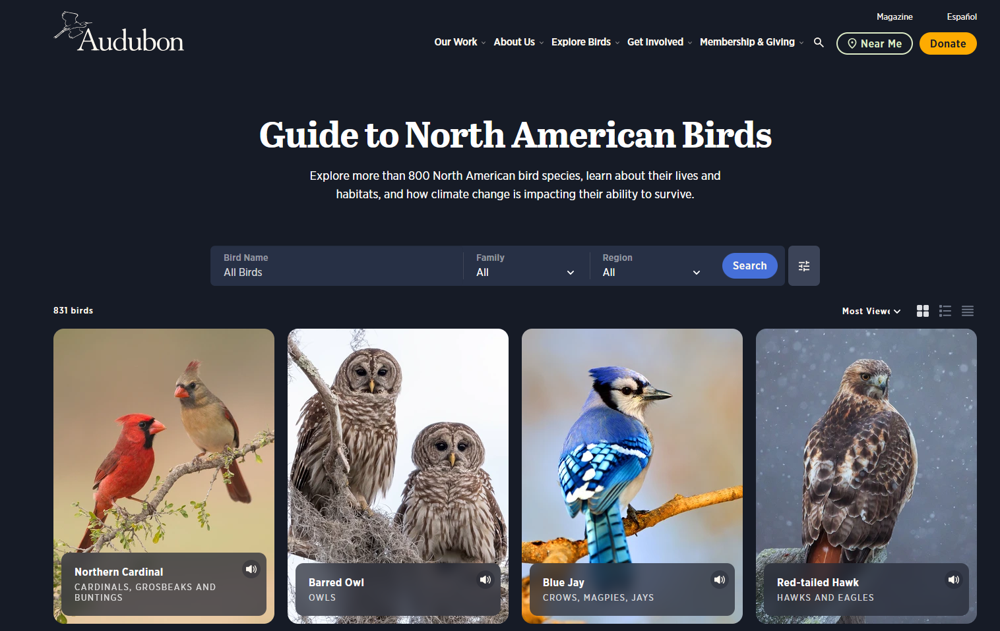 Magazine
Español
Audubon
Our Work
About Us
Explore Birds
Get Involved
Membership & Giving
Near Me
Donate
Guide to North American Birds
Explore more than 800 North American bird species, learn about their lives and
habitats, and how climate change is impacting their ability to survive.
Bird Name
All Birds
Family
All
Region
All
Search
831 birds
Most Viewe
Northern Cardinal
CARDINALS, GROSBEAKS AND
BUNTINGS
Barred Owl
OWLS
Blue Jay
CROWS, MAGPIES, JAYS
Red-tailed Hawk
HAWKS AND EAGLES